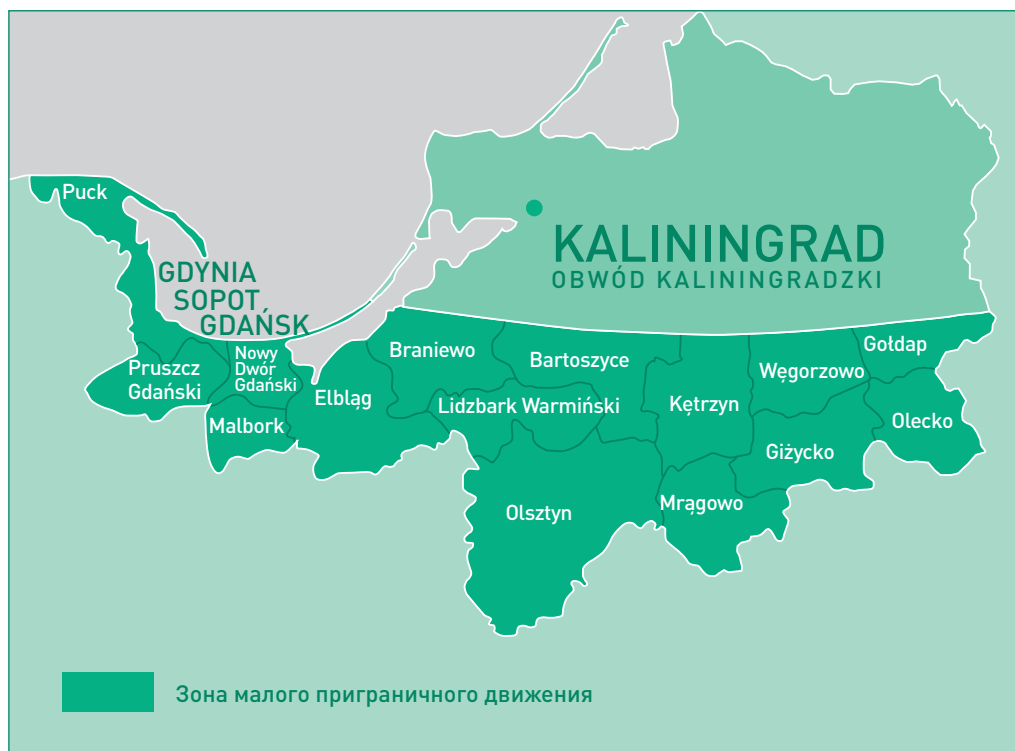 Puck
GDYNIA
SOPOT
GDAŃSK
KALININGRAD
OBWÓD KALININGRADZKI
Pruszcz
Gdański
Nowy
Dwór
Gdański
Malbork
Elbląg
Braniewo
Bartoszyce
Lidzbark Warmiński
Kętrzyn
Węgorzowo
Gołdap
Olecko
Giżycko
Mrągowo
Olsztyn
Зона малого приграничного движения